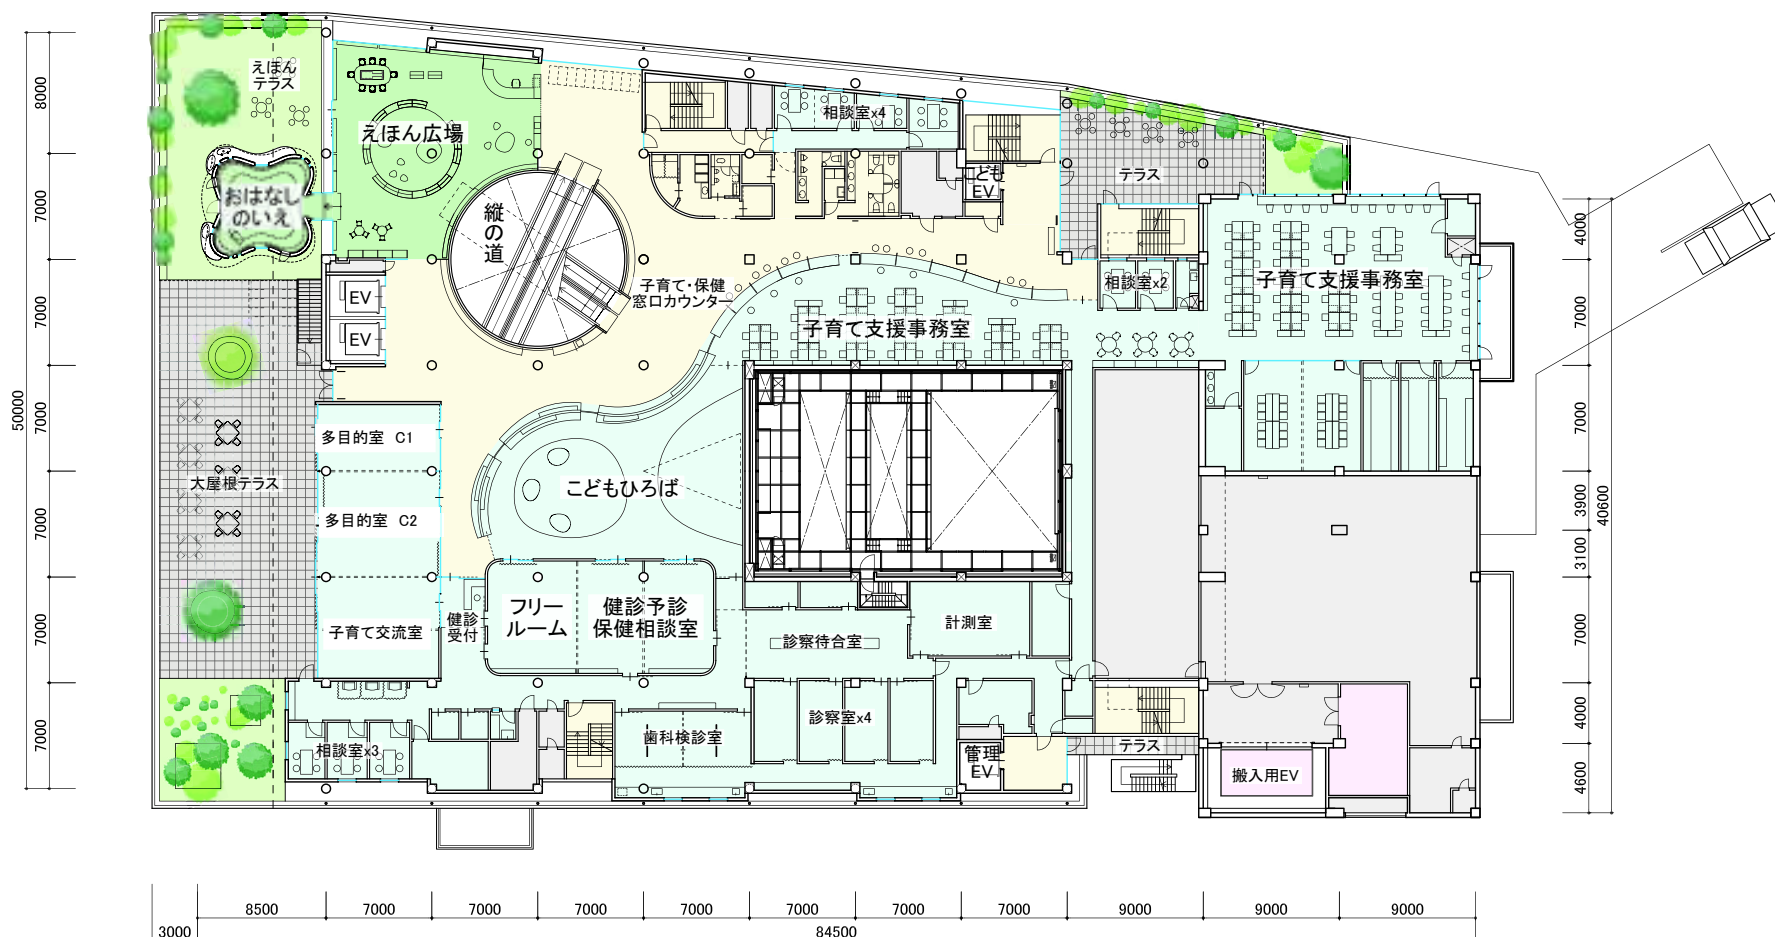 えほん
テラス
えほん広場
相談室x4
こども
EV
テラス
おはなし
のいえ
縦の道
子育て・保健
窓口カウンター
相談室x2
子育て支援事務室
EV
EV
子育て支援事務室
多目的室 C1
大屋根テラス
多目的室 C2
こどもひろば
フリー
ルーム
健診予診
保健相談室
健診
受付
子育て交流室
計測室
診察待合室
診察室x4
相談室x3
歯科検診室
管理
EV
テラス
搬入用EV
8000
7000
7000
7000
7000
7000
7000
50000
4000
7000
7000
3900
3100
7000
4000
4600
40600
8500
7000
7000
7000
7000
7000
7000
7000
9000
9000
9000
3000
84500